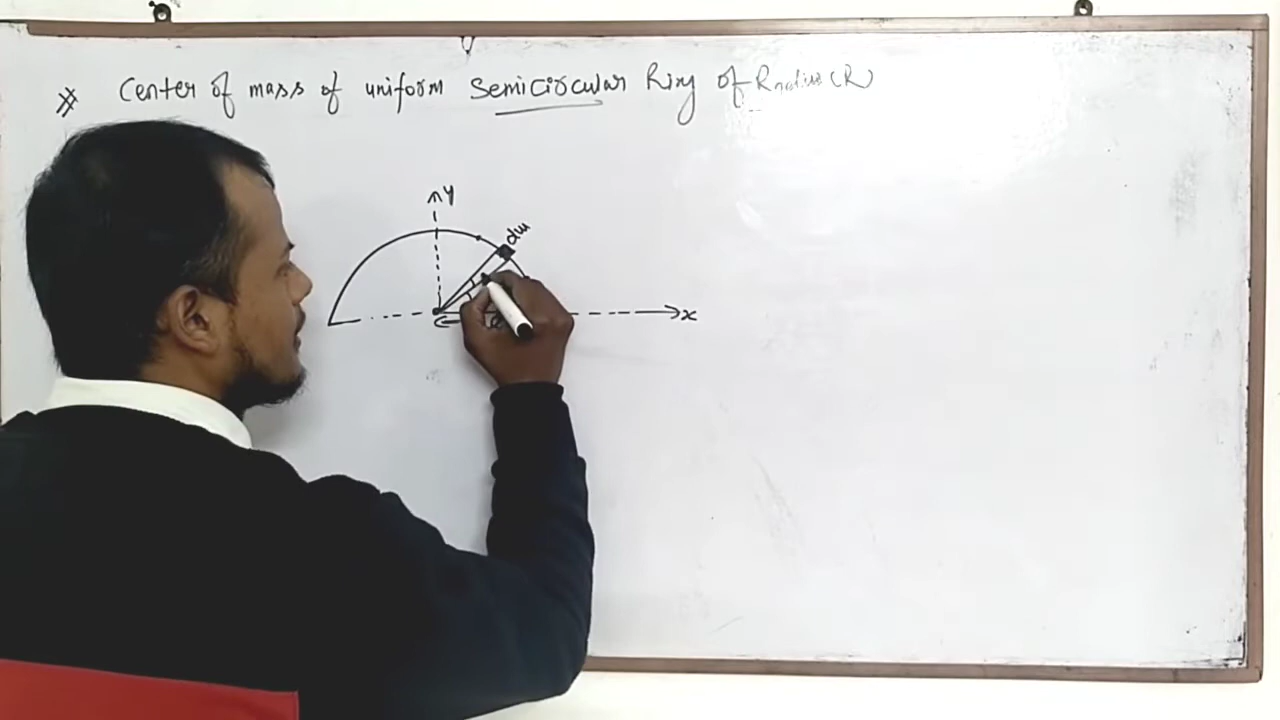 # Center of mass of uniform Semicircular Ring of Radius (R)
y
dm
x